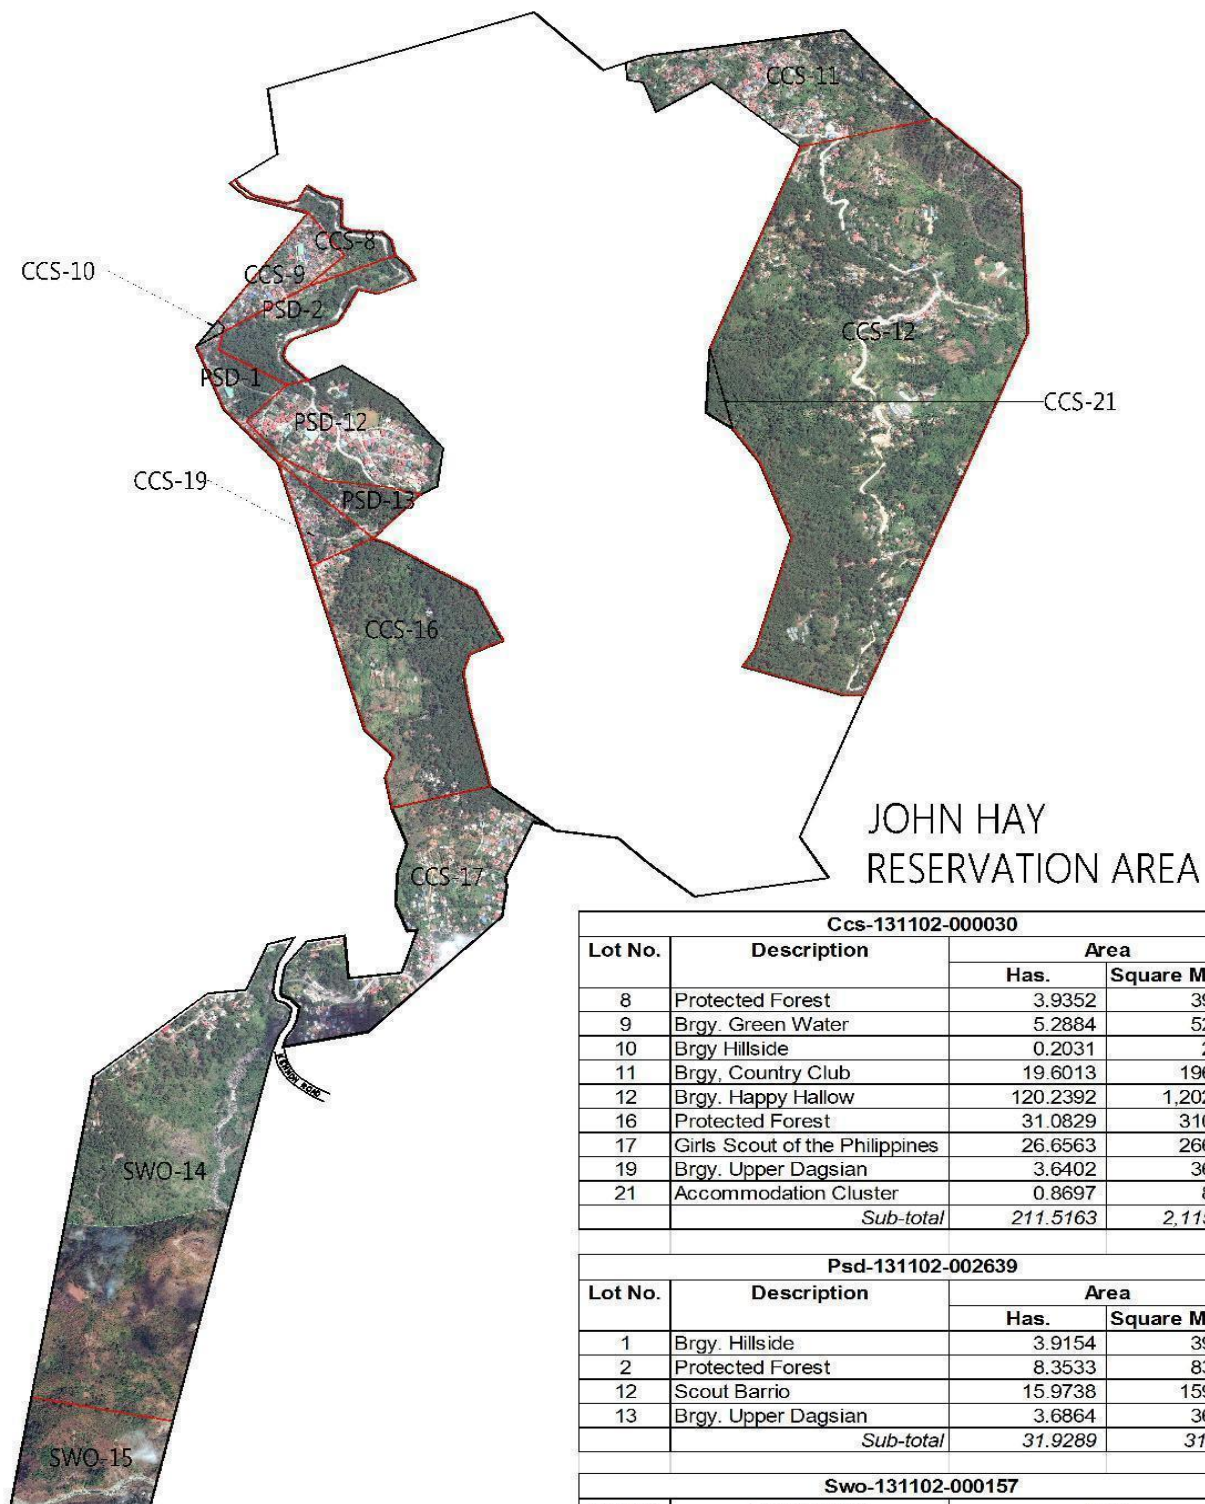 CCS-11
CCS-8
CCS-10
CCS-9
PSD-2
CCS-12
PSD-1
CCS-21
PSD-12
CCS-19
PSD-13
CCS-16
JOHN HAY
RESERVATION AREA
CCS-17
KENNON ROAD
SWO-14
SWO-15
Ccs-131102-000030
Lot No. Description Area
Has. Square M
8 Protected Forest 3.9352
9 Brgy. Green Water 5.2884
10 Brgy Hillside 0.2031
11 Brgy, Country Club 19.6013
12 Brgy. Happy Hallow 120.2392
16 Protected Forest 31.0829
17 Girls Scout of the Philippines 26.6563
19 Brgy. Upper Dagsian 3.6402
21 Accommodation Cluster 0.8697
Sub-total 211.5163
Psd-131102-002639
Lot No. Description Area
Has. Square M
1 Brgy. Hillside 3.9154
2 Protected Forest 8.3533
12 Scout Barrio 15.9738
13 Brgy. Upper Dagsian 3.6864
Sub-total 31.9289
Swo-131102-000157